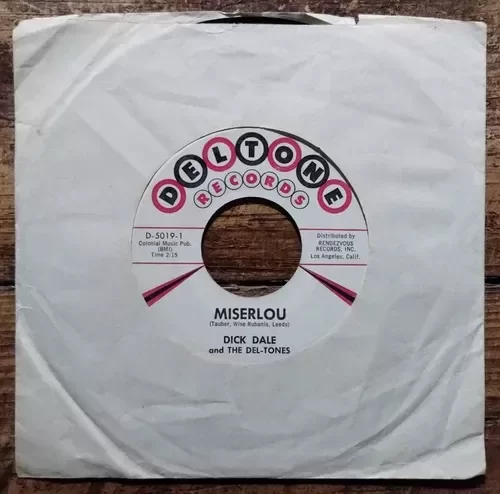 DELTONE
RECORDS
D-5019-1
Colonial Music Pub.
(BMI)
Time 2:15
Distributed by
RENDEZVOUS
RECORDS, INC.
Los Angeles, Calif.
MISERLOU
(Tauber, Wise Rubanis, Leeds)
DICK DALE
and THE DEL-TONES